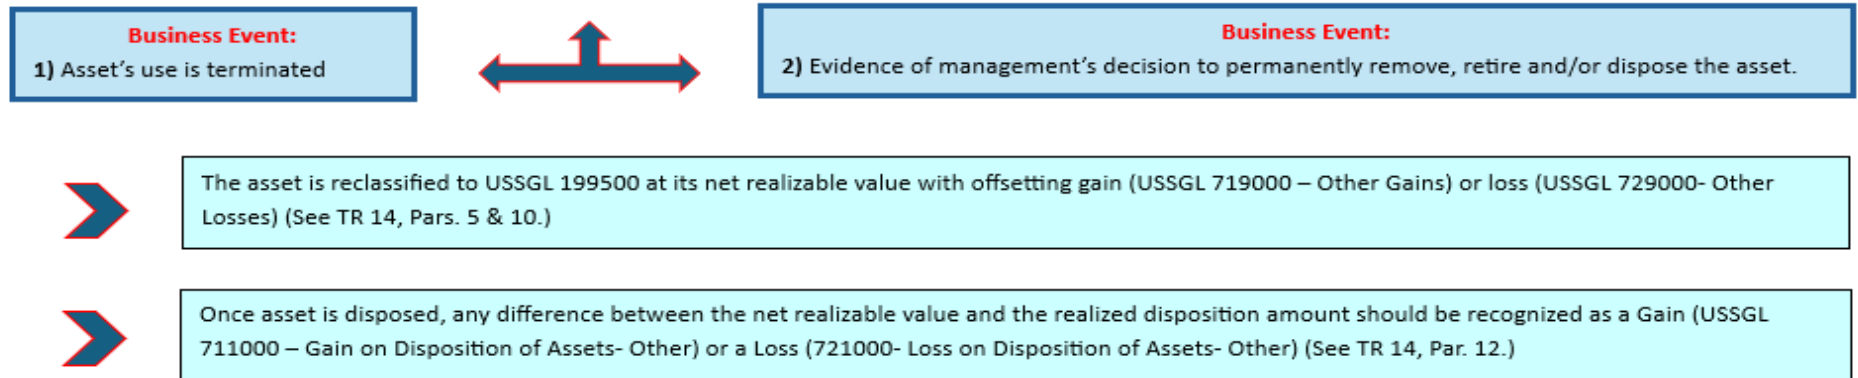 Business Event:
1) Asset's use is terminated
Business Event:
2) Evidence of management's decision to permanently remove, retire and/or dispose the asset.
The asset is reclassified to USSGL 199500 at its net realizable value with offsetting gain (USSGL 719000 – Other Gains) or loss (USSGL 729000- Other
Losses) (See TR 14, Pars. 5 & 10.)
Once asset is disposed, any difference between the net realizable value and the realized disposition amount should be recognized as a Gain (USSGL
711000 – Gain on Disposition of Assets- Other) or a Loss (721000- Loss on Disposition of Assets- Other) (See TR 14, Par. 12.)